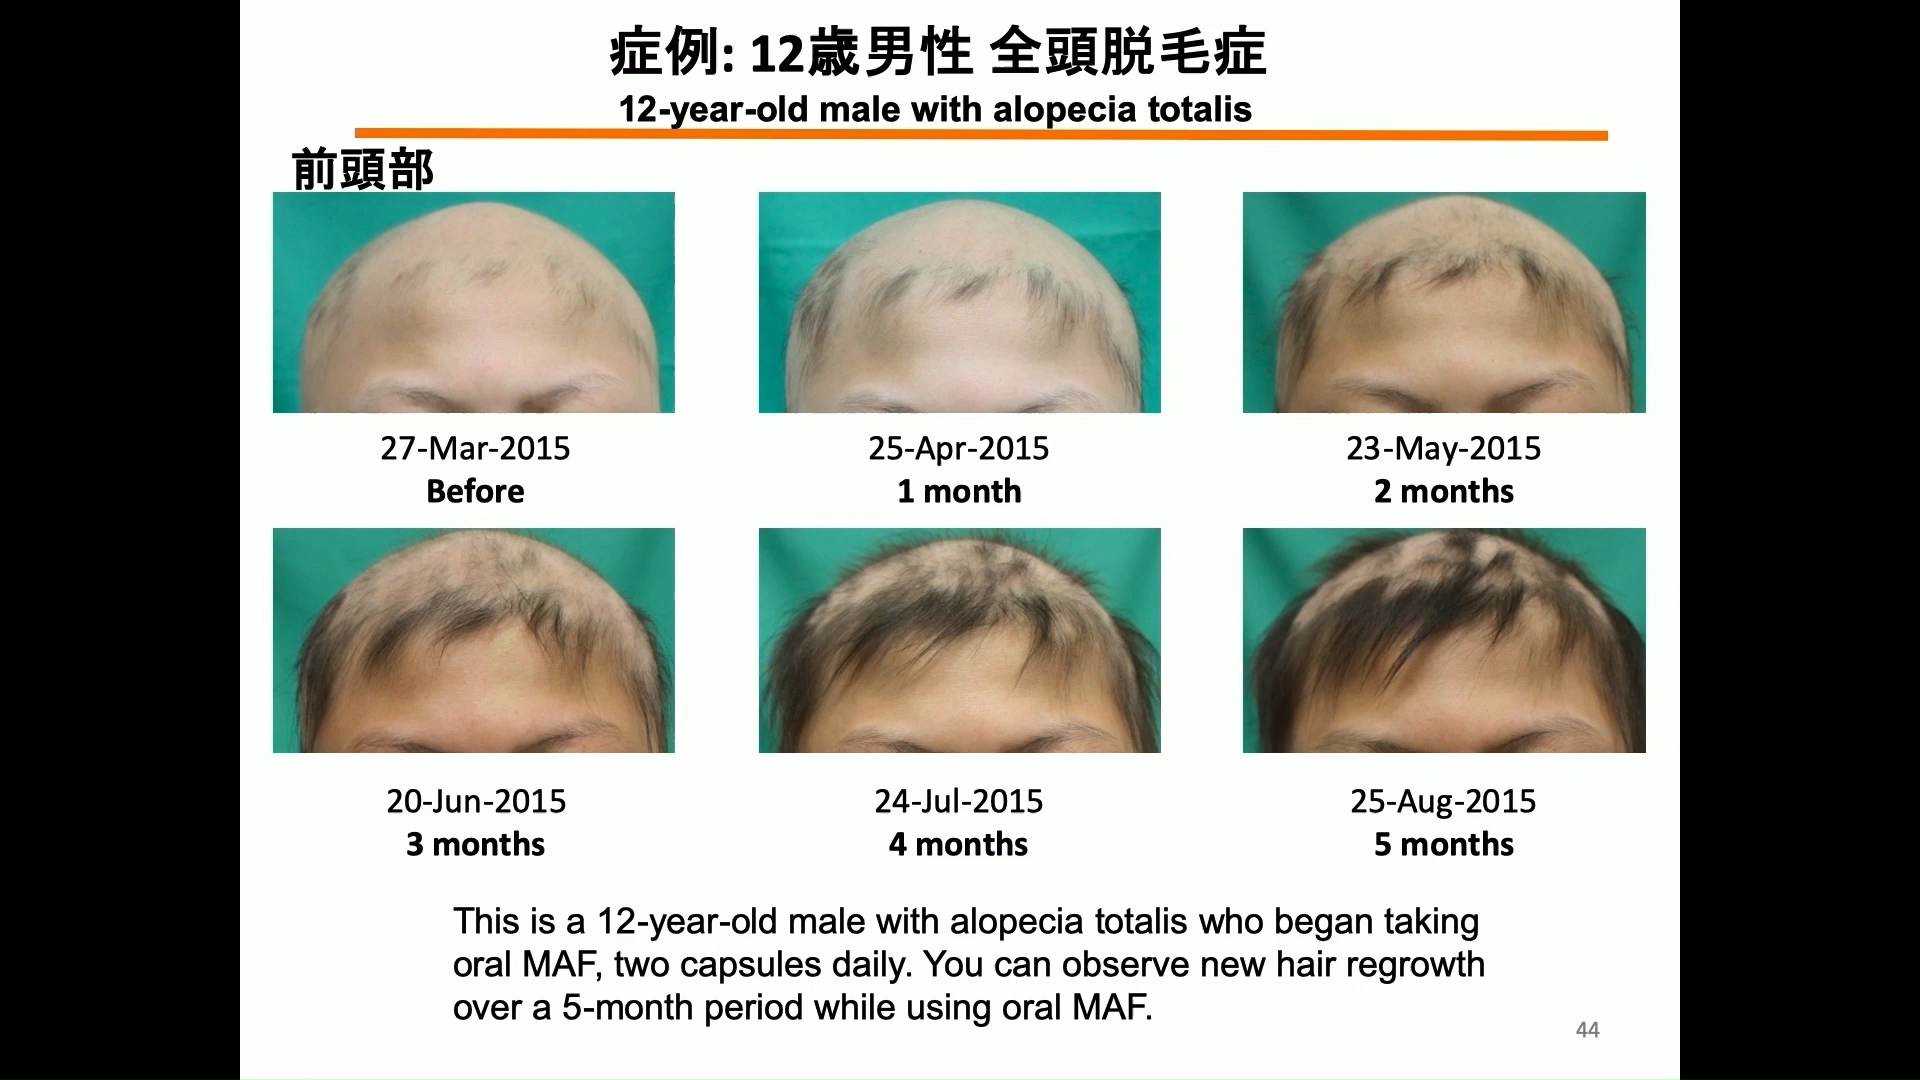 症例: 12歳男性 全頭脱毛症
12-year-old male with alopecia totalis
前頭部
27-Mar-2015
Before
25-Apr-2015
1 month
23-May-2015
2 months
20-Jun-2015
3 months
24-Jul-2015
4 months
25-Aug-2015
5 months
This is a 12-year-old male with alopecia totalis who began taking
oral MAF, two capsules daily. You can observe new hair regrowth
over a 5-month period while using oral MAF.
44